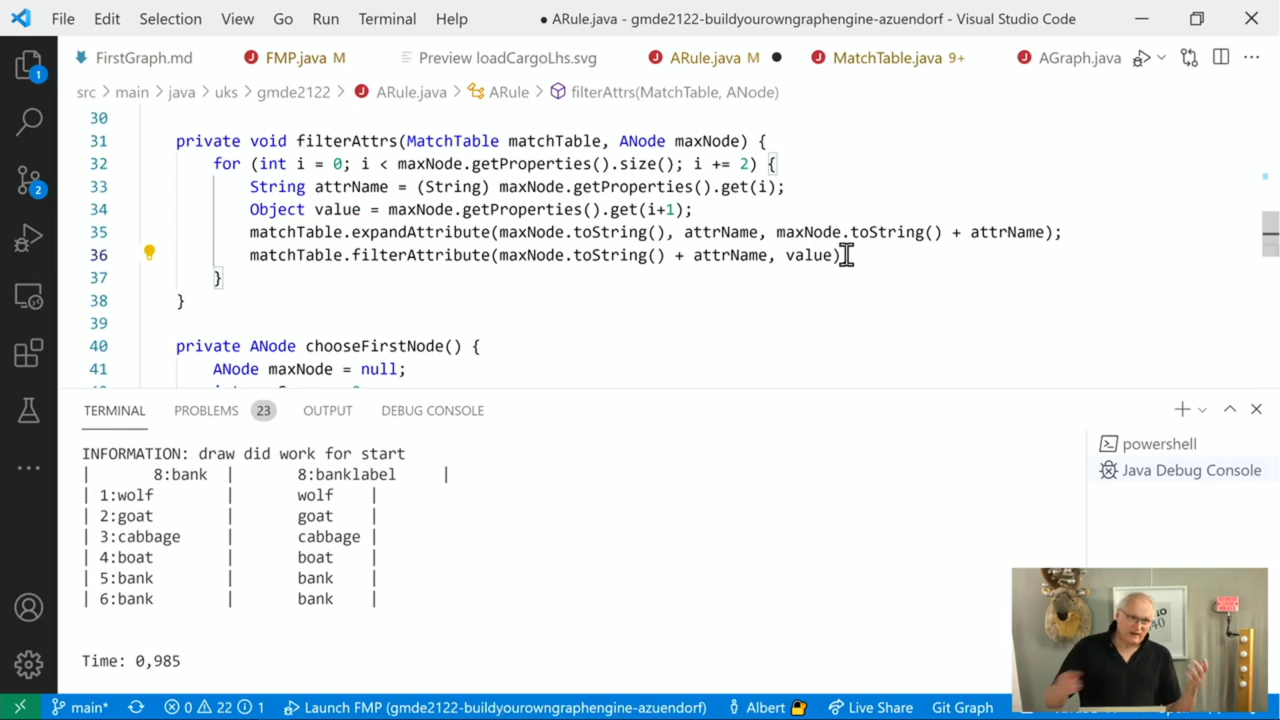 File Edit Selection View Go Run Terminal Help ● ARule.java - gmde2122-buildyourowngraphengine-azuendorf - Visual Studio Code
FirstGraph.md FMP.java M Preview loadCargoLhs.svg ARule.java M ● MatchTable.java 9+ AGraph.java
src > main > java > uks > gmde2122 > ARule.java > ARule > filterAttrs(MatchTable, ANode)
30
31 private void filterAttrs(MatchTable matchTable, ANode maxNode) {
32 for (int i = 0; i < maxNode.getProperties().size(); i += 2) {
33 String attrName = (String) maxNode.getProperties().get(i);
34 Object value = maxNode.getProperties().get(i+1);
35 matchTable.expandAttribute(maxNode.toString(), attrName, maxNode.toString() + attrName);
36 matchTable.filterAttribute(maxNode.toString() + attrName, value)
37 }
38 }
39
40 private ANode chooseFirstNode() {
41 ANode maxNode = null;
TERMINAL PROBLEMS 23 OUTPUT DEBUG CONSOLE
INFORMATION: draw did work for start
| 8:bank | 8:banklabel |
| 1:wolf | wolf |
| 2:goat | goat |
| 3:cabbage | cabbage |
| 4:boat | boat |
| 5:bank | bank |
| 6:bank | bank |
Time: 0,985
powershell
Java Debug Console
1
2
40
main* 0 22 1 Launch FMP (gmde2122-buildyourowngraphengine-azuendorf) Albert Live Share Git Graph